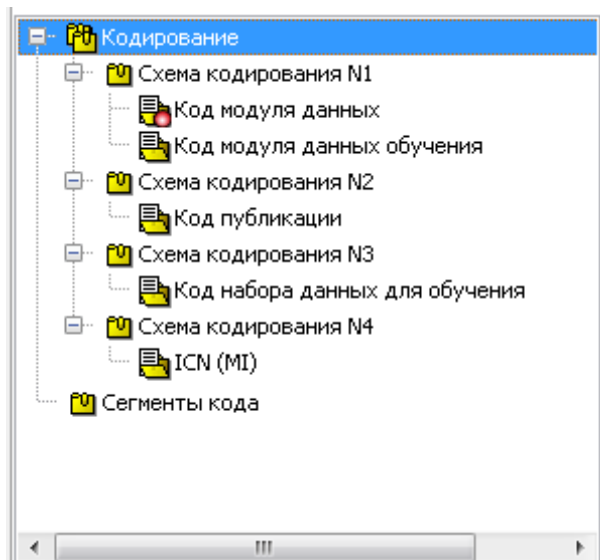 Кодирование
Схема кодирования N1
Код модуля данных
Код модуля данных обучения
Схема кодирования N2
Код публикации
Схема кодирования N3
Код набора данных для обучения
Схема кодирования N4
ICN (MI)
Сегменты кода